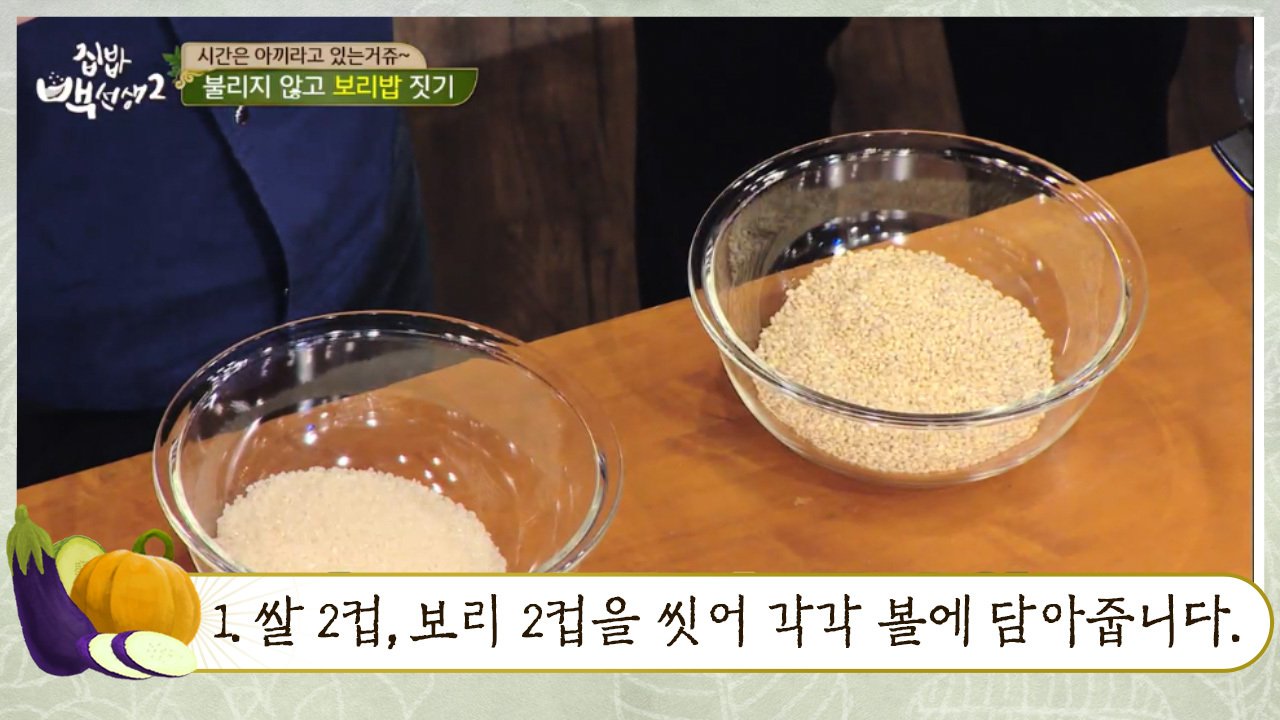 집밥
백선생2
시간은 아끼라고 있는거쥬~
불리지 않고 보리밥 짓기
1. 쌀 2컵, 보리 2컵을 씻어 각각 볼에 담아줍니다.